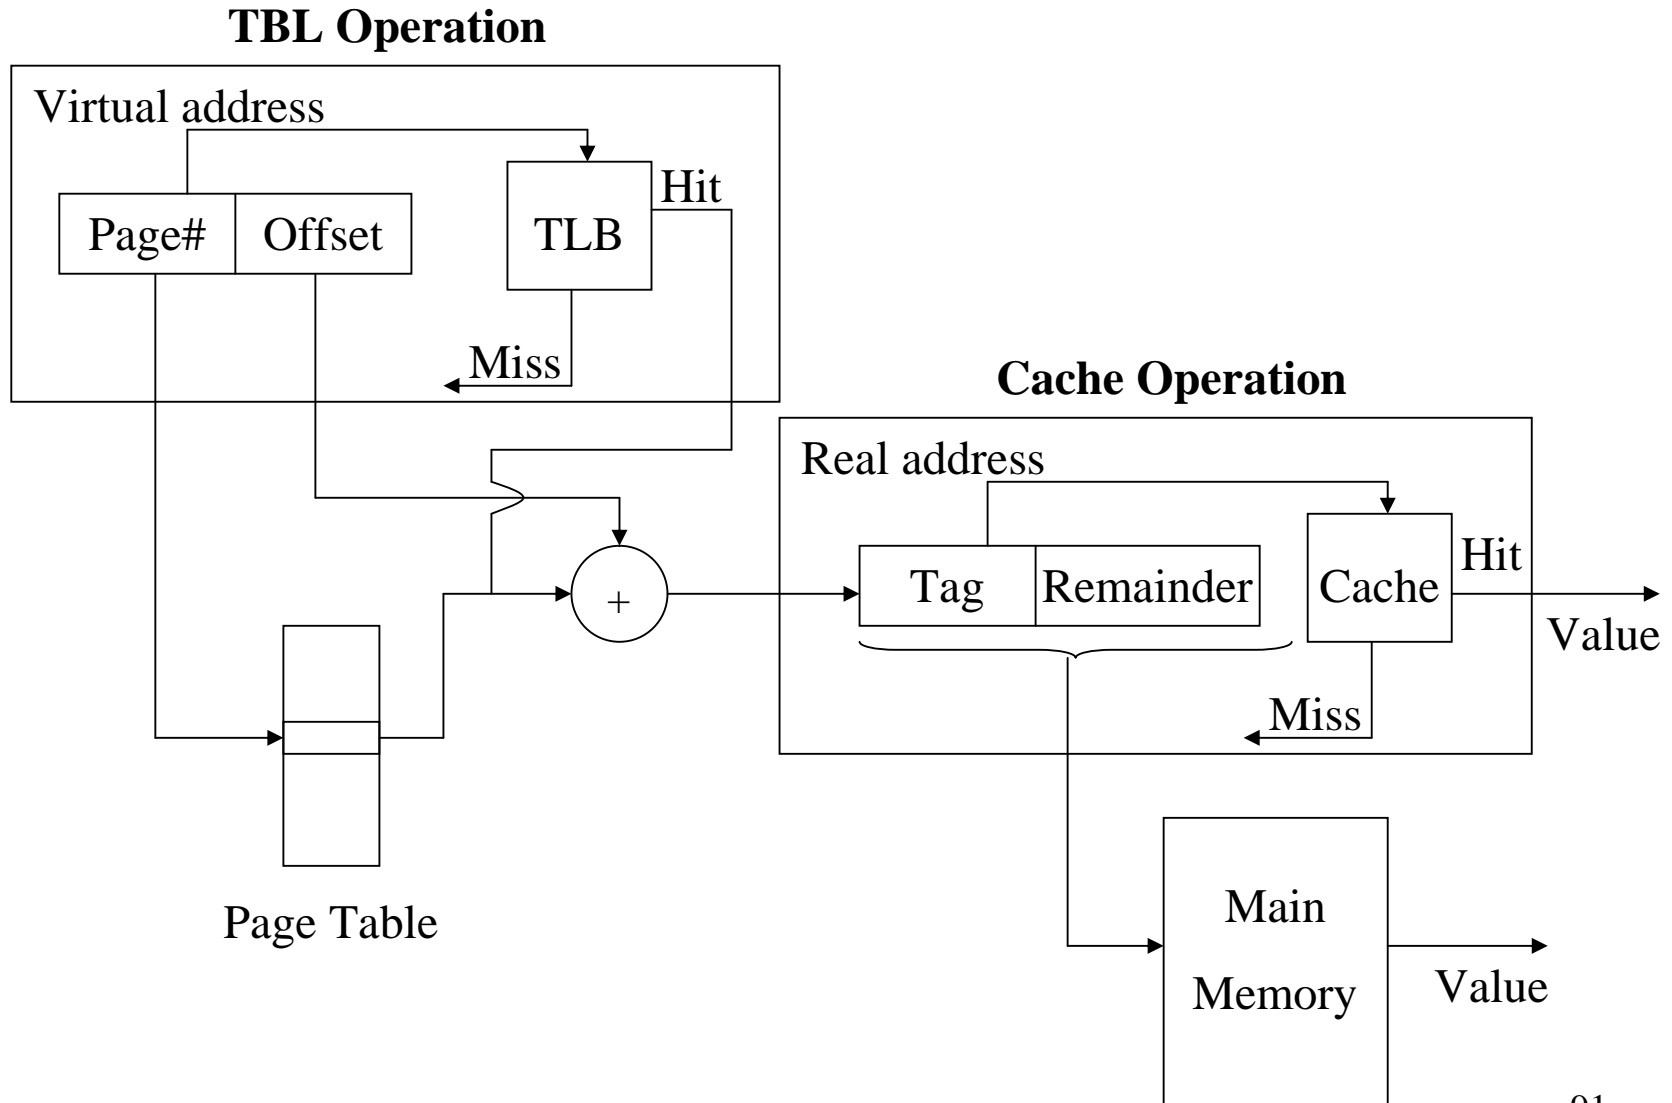 TBL Operation
Virtual address
Hit
Page#
Offset
TLB
Miss
Cache Operation
Real address
Hit
Tag
Remainder
Cache
+
Value
Miss
Main
Page Table
Memory
Value